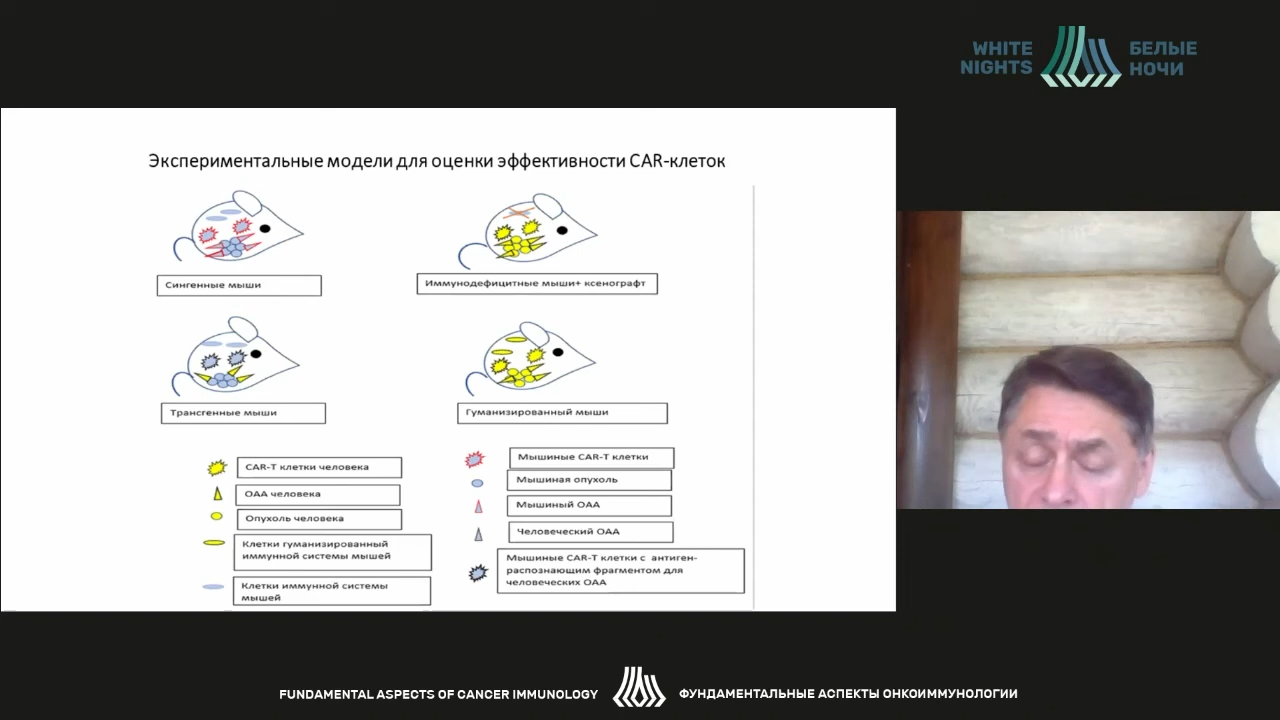 WHITE
NIGHTS
БЕЛЫЕ
НОЧИ
Экспериментальные модели для оценки эффективности CAR-клеток
Сингенные мыши
Иммунодефицитные мыши+ ксенографт
Трансгенные мыши
Гуманизированный мыши
CAR-T клетки человека
ОАА человека
Опухоль человека
Клетки гуманизированный
иммунной системы мышей
Клетки иммунной системы
мышей
Мышиные CAR-T клетки
Мышиная опухоль
Мышиный ОАА
Человеческий ОАА
Мышиные CAR-T клетки с антиген-
распознающим фрагментом для
человеческих ОАА
FUNDAMENTAL ASPECTS OF CANCER IMMUNOLOGY
ФУНДАМЕНТАЛЬНЫЕ АСПЕКТЫ ОНКОИММУНОЛОГИИ